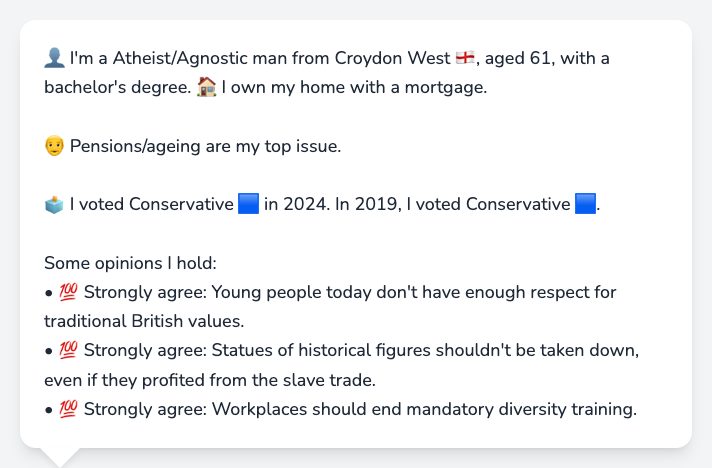 👤 I'm a Atheist/Agnostic man from Croydon West 🏴󠁧󠁢󠁥󠁮󠁧󠁿, aged 61, with a
bachelor's degree. 🏠 I own my home with a mortgage.
👴 Pensions/ageing are my top issue.
🗳️ I voted Conservative 🟦 in 2024. In 2019, I voted Conservative 🟦.
Some opinions I hold:
• 💯 Strongly agree: Young people today don't have enough respect for
traditional British values.
• 💯 Strongly agree: Statues of historical figures shouldn't be taken down,
even if they profited from the slave trade.
• 💯 Strongly agree: Workplaces should end mandatory diversity training.